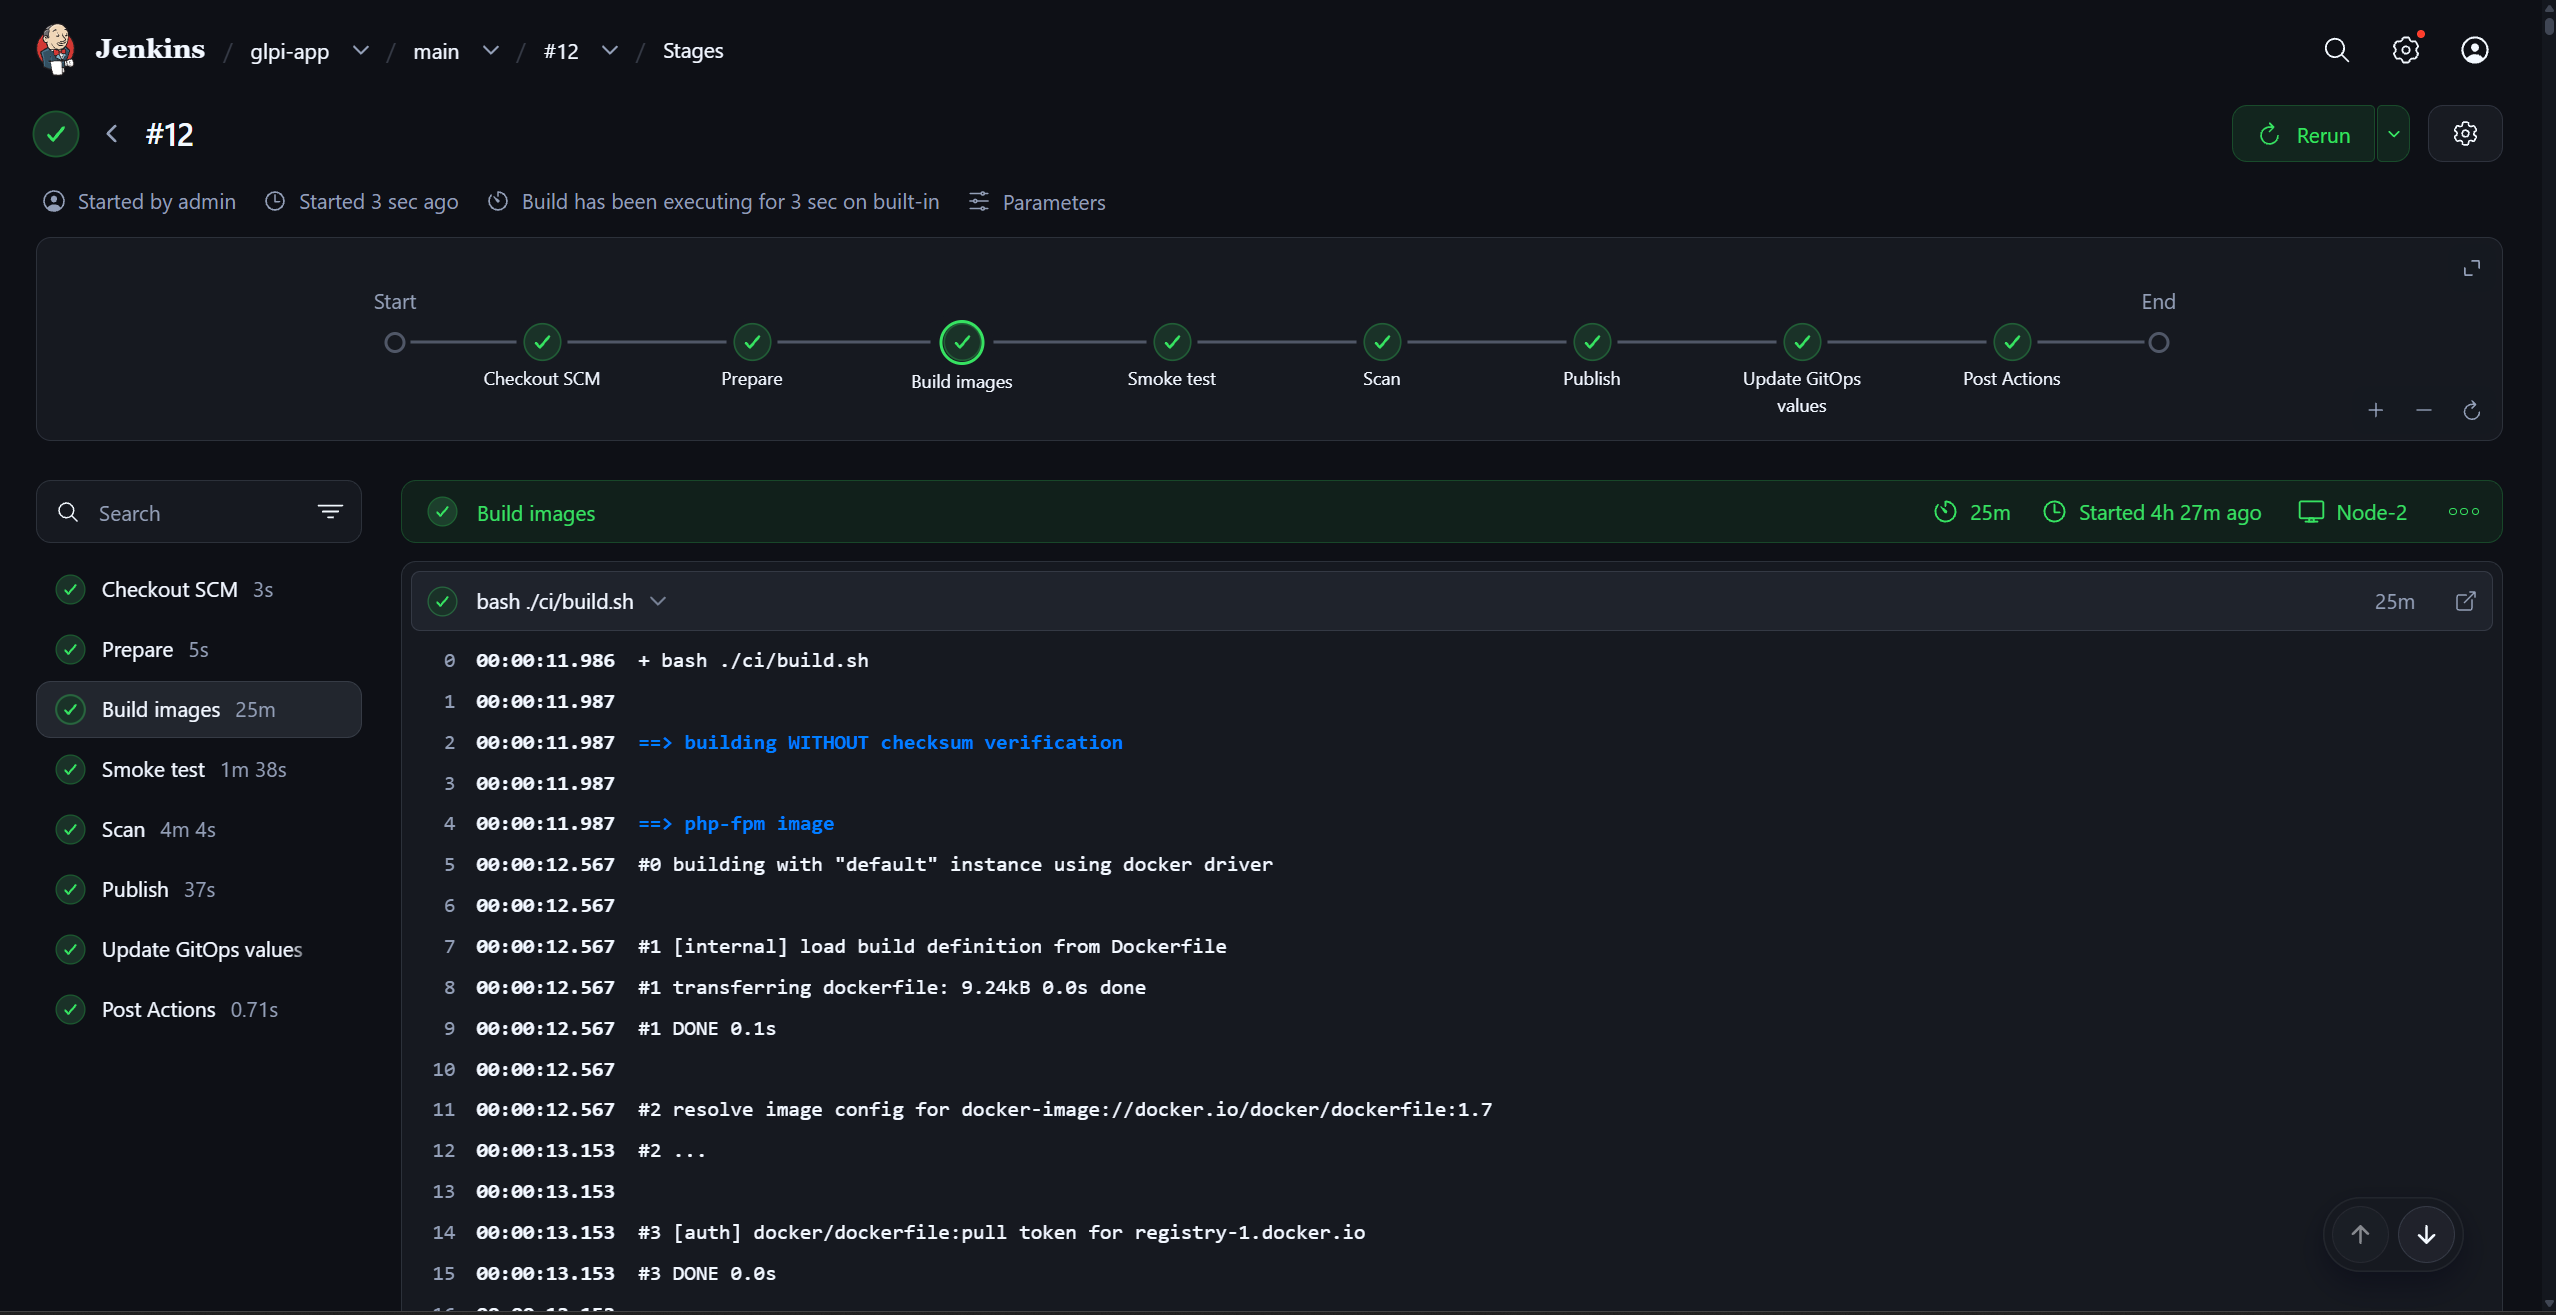 Jenkins / glpi-app / main / #12 / Stages
#12
Rerun
Started by admin Started 3 sec ago Build has been executing for 3 sec on built-in Parameters
Start
End
Checkout SCM
Prepare
Build images
Smoke test
Scan
Publish
Update GitOps
values
Post Actions
Search
Checkout SCM 3s
Prepare 5s
Build images 25m
Smoke test 1m 38s
Scan 4m 4s
Publish 37s
Update GitOps values
Post Actions 0.71s
Build images 25m Started 4h 27m ago Node-2
bash ./ci/build.sh 25m
0 00:00:11.986 + bash ./ci/build.sh
1 00:00:11.987
2 00:00:11.987 ==> building WITHOUT checksum verification
3 00:00:11.987
4 00:00:11.987 ==> php-fpm image
5 00:00:12.567 #0 building with "default" instance using docker driver
6 00:00:12.567
7 00:00:12.567 #1 [internal] load build definition from Dockerfile
8 00:00:12.567 #1 transferring dockerfile: 9.24kB 0.0s done
9 00:00:12.567 #1 DONE 0.1s
10 00:00:12.567
11 00:00:12.567 #2 resolve image config for docker-image://docker.io/docker/dockerfile:1.7
12 00:00:13.153 #2 ...
13 00:00:13.153
14 00:00:13.153 #3 [auth] docker/dockerfile:pull token for registry-1.docker.io
15 00:00:13.153 #3 DONE 0.0s